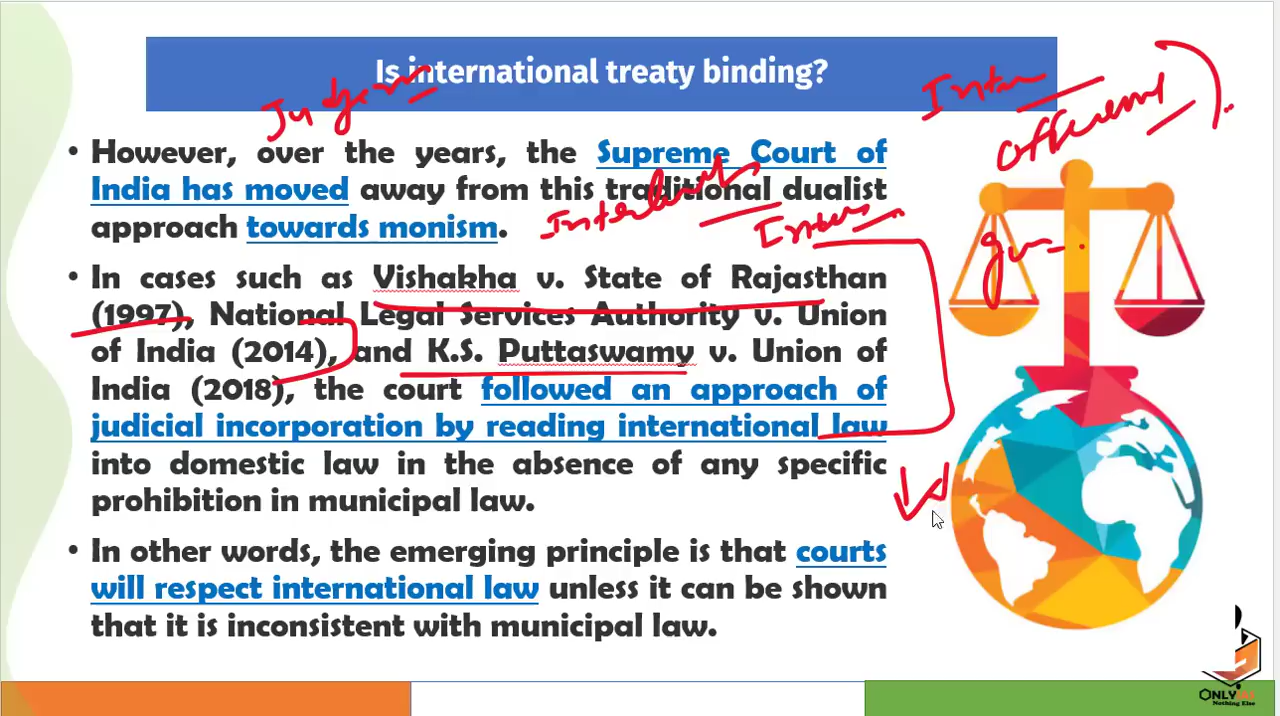 Is international treaty binding?
• However, over the years, the Supreme Court of
India has moved away from this traditional dualist
approach towards monism.
• In cases such as Vishakha v. State of Rajasthan
(1997), National Legal Services Authority v. Union
of India (2014), and K.S. Puttaswamy v. Union of
India (2018), the court followed an approach of
judicial incorporation by reading international law
into domestic law in the absence of any specific
prohibition in municipal law.
• In other words, the emerging principle is that courts
will respect international law unless it can be shown
that it is inconsistent with municipal law.
Nothing Else